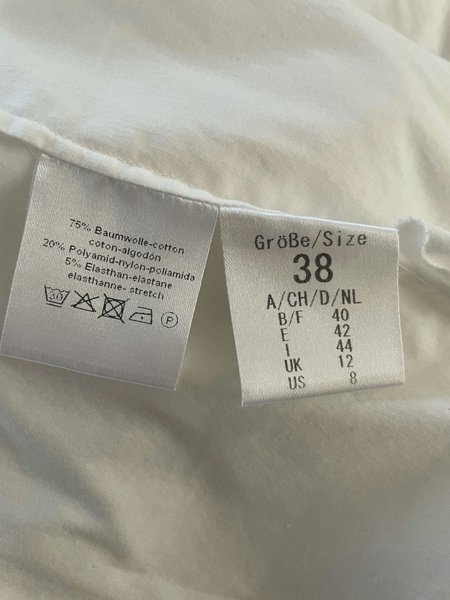 75% Baumwolle-cotton
coton-algodón
20% Polyamid-nylon-poliamida
5% Elasthan-elastane
elasthanne- stretch
30
P
Größe/Size
38
A/CH/D/NL
B/F 40
E 42
I 44
UK 12
US 8